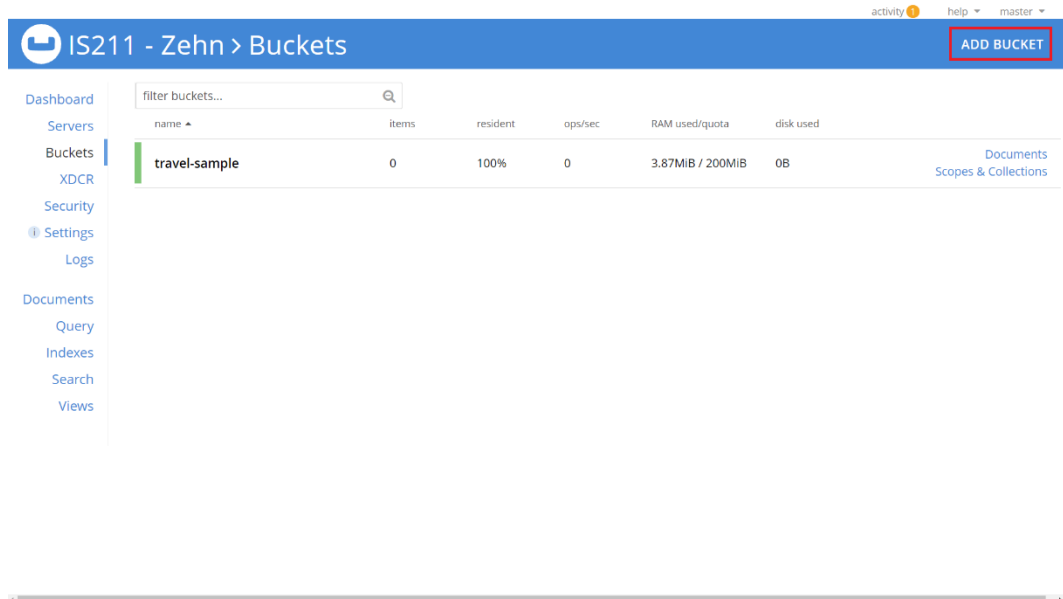 activity 1 help master
IS211 - Zehn > Buckets
ADD BUCKET
Dashboard
Servers
Buckets
XDCR
Security
i Settings
Logs
Documents
Query
Indexes
Search
Views
filter buckets...
name items resident ops/sec RAM used/quota disk used
travel-sample 0 100% 0 3.87MiB / 200MiB 0B
Documents
Scopes & Collections